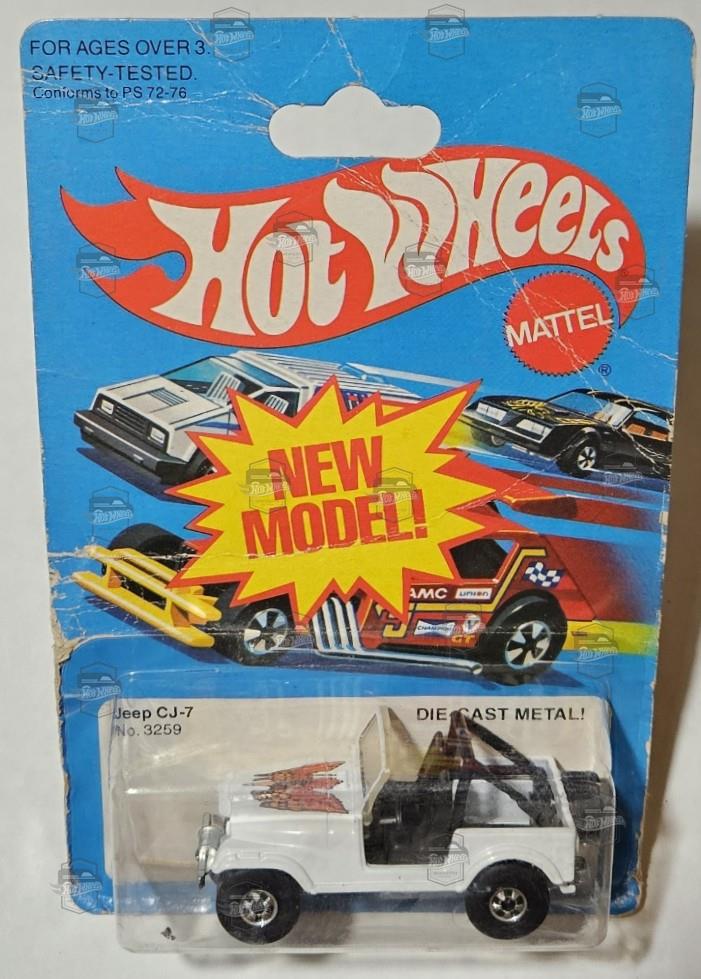 FOR AGES OVER 3.
SAFETY-TESTED.
Conforms to PS 72-76
HOT WHEELS
MATTEL
®
NEW
MODEL!
AMC
union
CHAMPION
GT
Jeep CJ-7
No. 3259
DIE-CAST METAL!